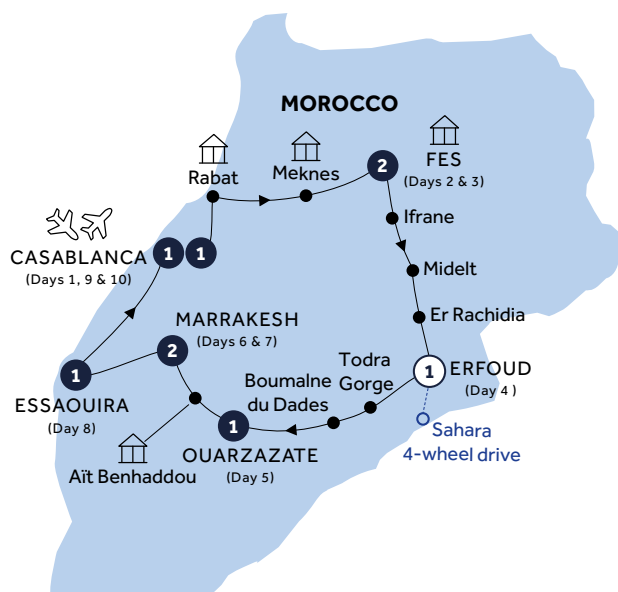 MOROCCO
Rabat
Meknes
2
FES
(Days 2 & 3)
Ifrane
Midelt
Er Rachidia
CASABLANCA
(Days 1, 9 & 10)
1
1
MARRAKESH
(Days 6 & 7)
2
1
ERFOUD
(Day 4 )
Todra
Gorge
Boumalne
du Dades
1
ESSAOUIRA
(Day 8)
1
OUARZAZATE
(Day 5)
Aït Benhaddou
Sahara
4-wheel drive